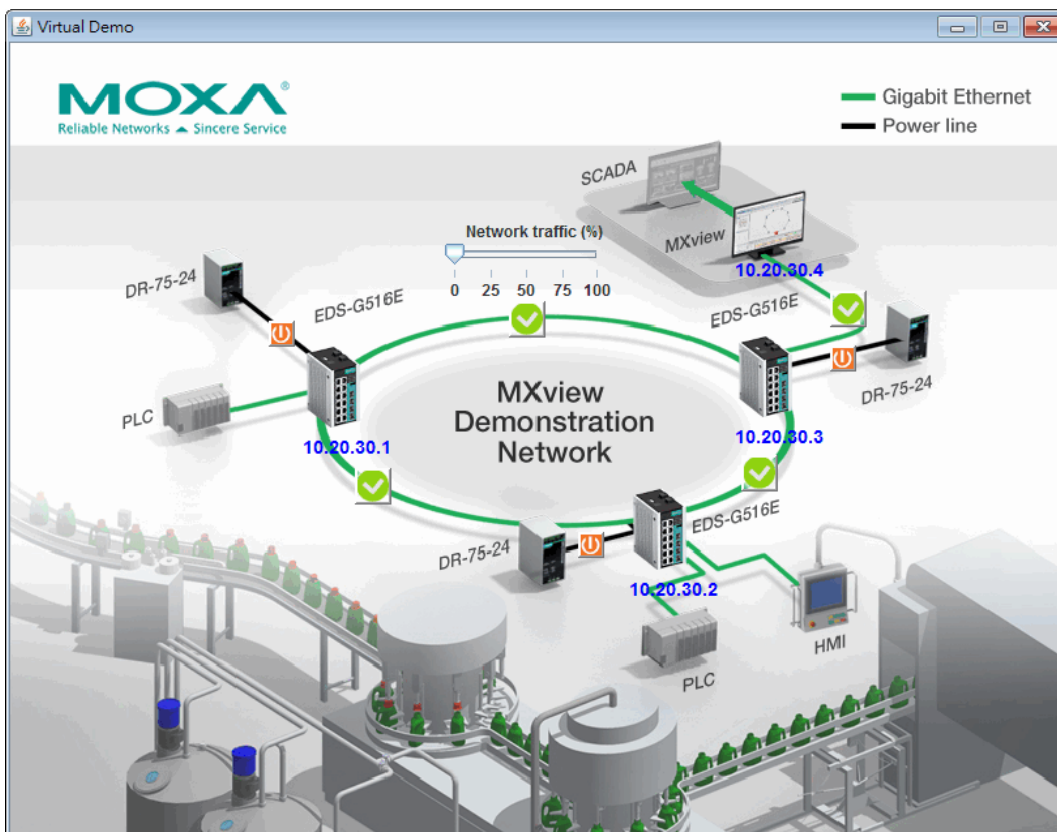 Virtual Demo
MOXA®
Reliable Networks ▲ Sincere Service
Gigabit Ethernet
Power line
SCADA
MXview
10.20.30.4
Network traffic (%)
0 25 50 75 100
DR-75-24
EDS-G516E
EDS-G516E
DR-75-24
PLC
10.20.30.1
10.20.30.3
MXview
Demonstration
Network
EDS-G516E
DR-75-24
10.20.30.2
HMI
PLC